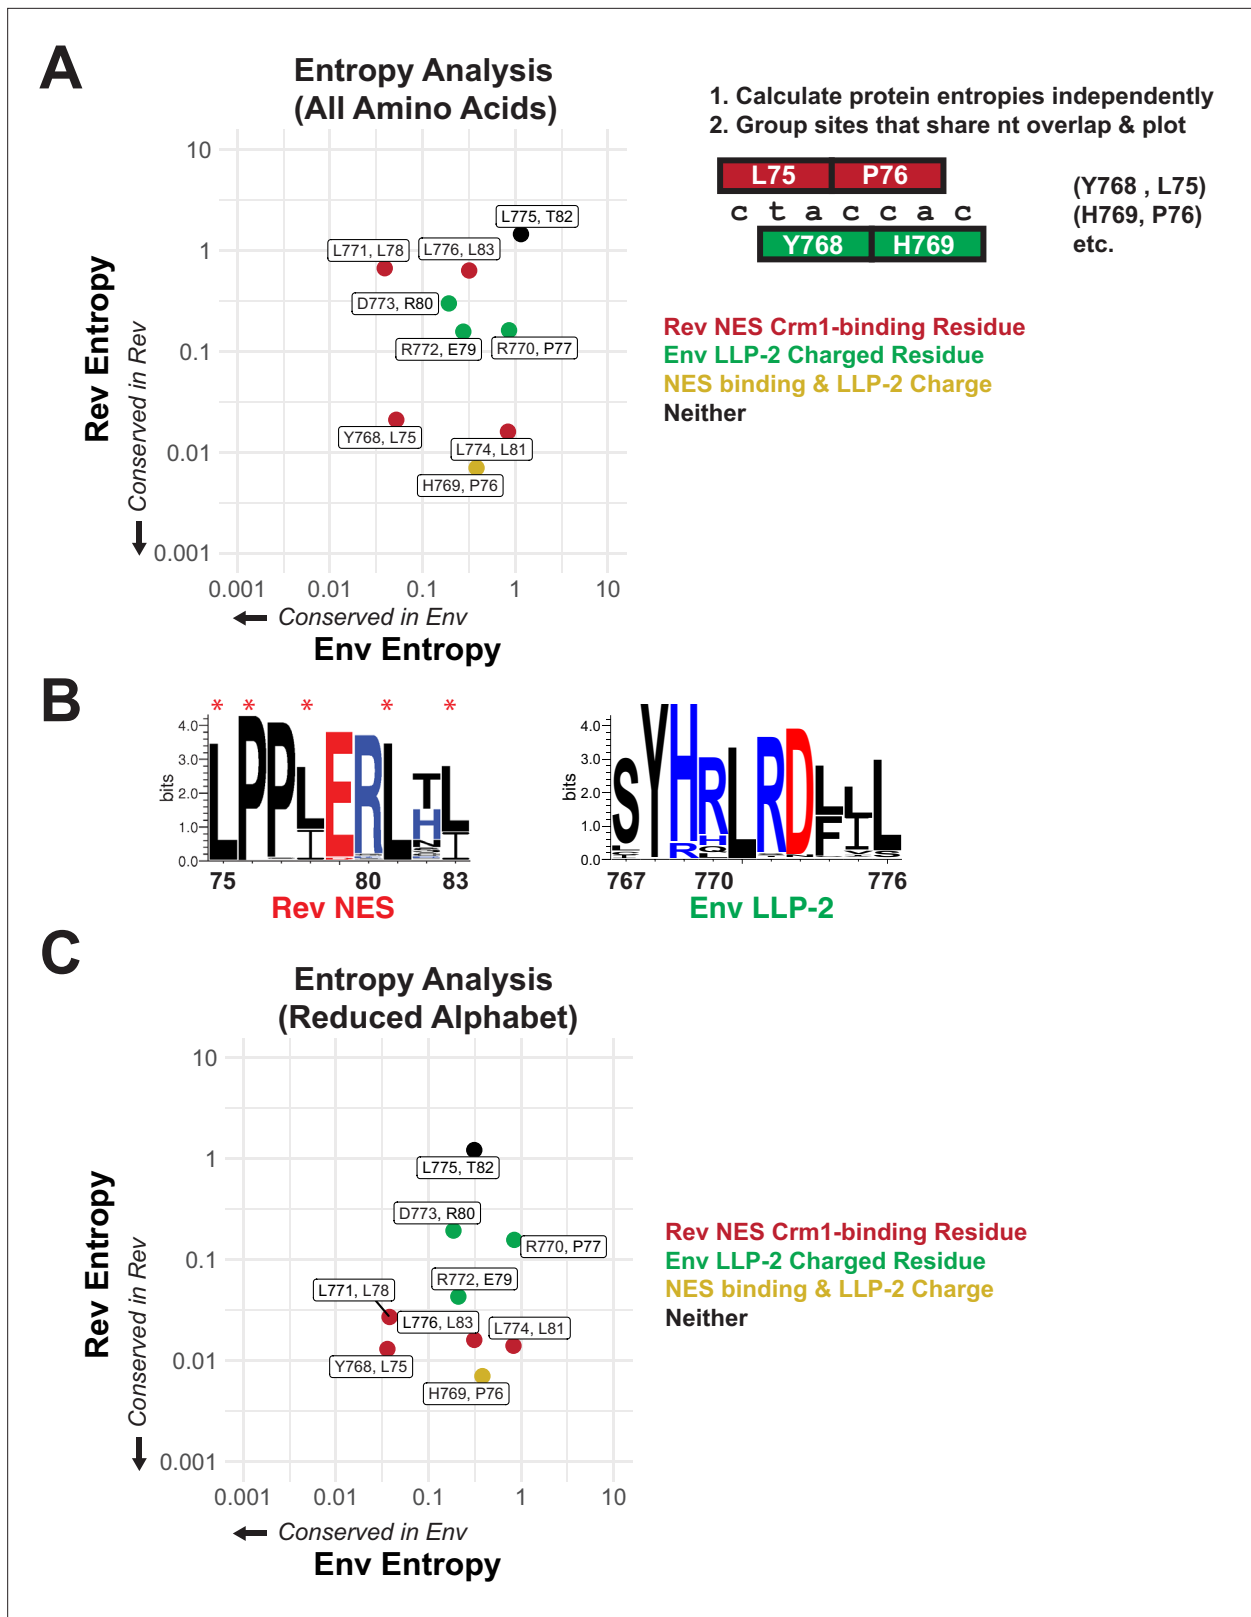 A
Entropy Analysis
(All Amino Acids)
1. Calculate protein entropies independently
2. Group sites that share nt overlap & plot
L75 P76
c t a c c a c
Y768 H769
(Y768 , L75)
(H769, P76)
etc.
Rev NES Crm1-binding Residue
Env LLP-2 Charged Residue
NES binding & LLP-2 Charge
Neither
10
1
0.1
0.01
0.001
Rev Entropy
Conserved in Rev
L775, T82
L771, L78
L776, L83
D773, R80
R772, E79
R770, P77
Y768, L75
L774, L81
H769, P76
0.001 0.01 0.1 1 10
Conserved in Env
Env Entropy
B
* * * * *
bits
4.0
3.0
2.0
1.0
0.0
75 80 83
Rev NES
bits
4.0
3.0
2.0
1.0
0.0
767 770 776
Env LLP-2
C
Entropy Analysis
(Reduced Alphabet)
10
1
0.1
0.01
0.001
Rev Entropy
Conserved in Rev
L775, T82
D773, R80
R770, P77
R772, E79
L771, L78
L776, L83
L774, L81
Y768, L75
H769, P76
Rev NES Crm1-binding Residue
Env LLP-2 Charged Residue
NES binding & LLP-2 Charge
Neither
0.001 0.01 0.1 1 10
Conserved in Env
Env Entropy